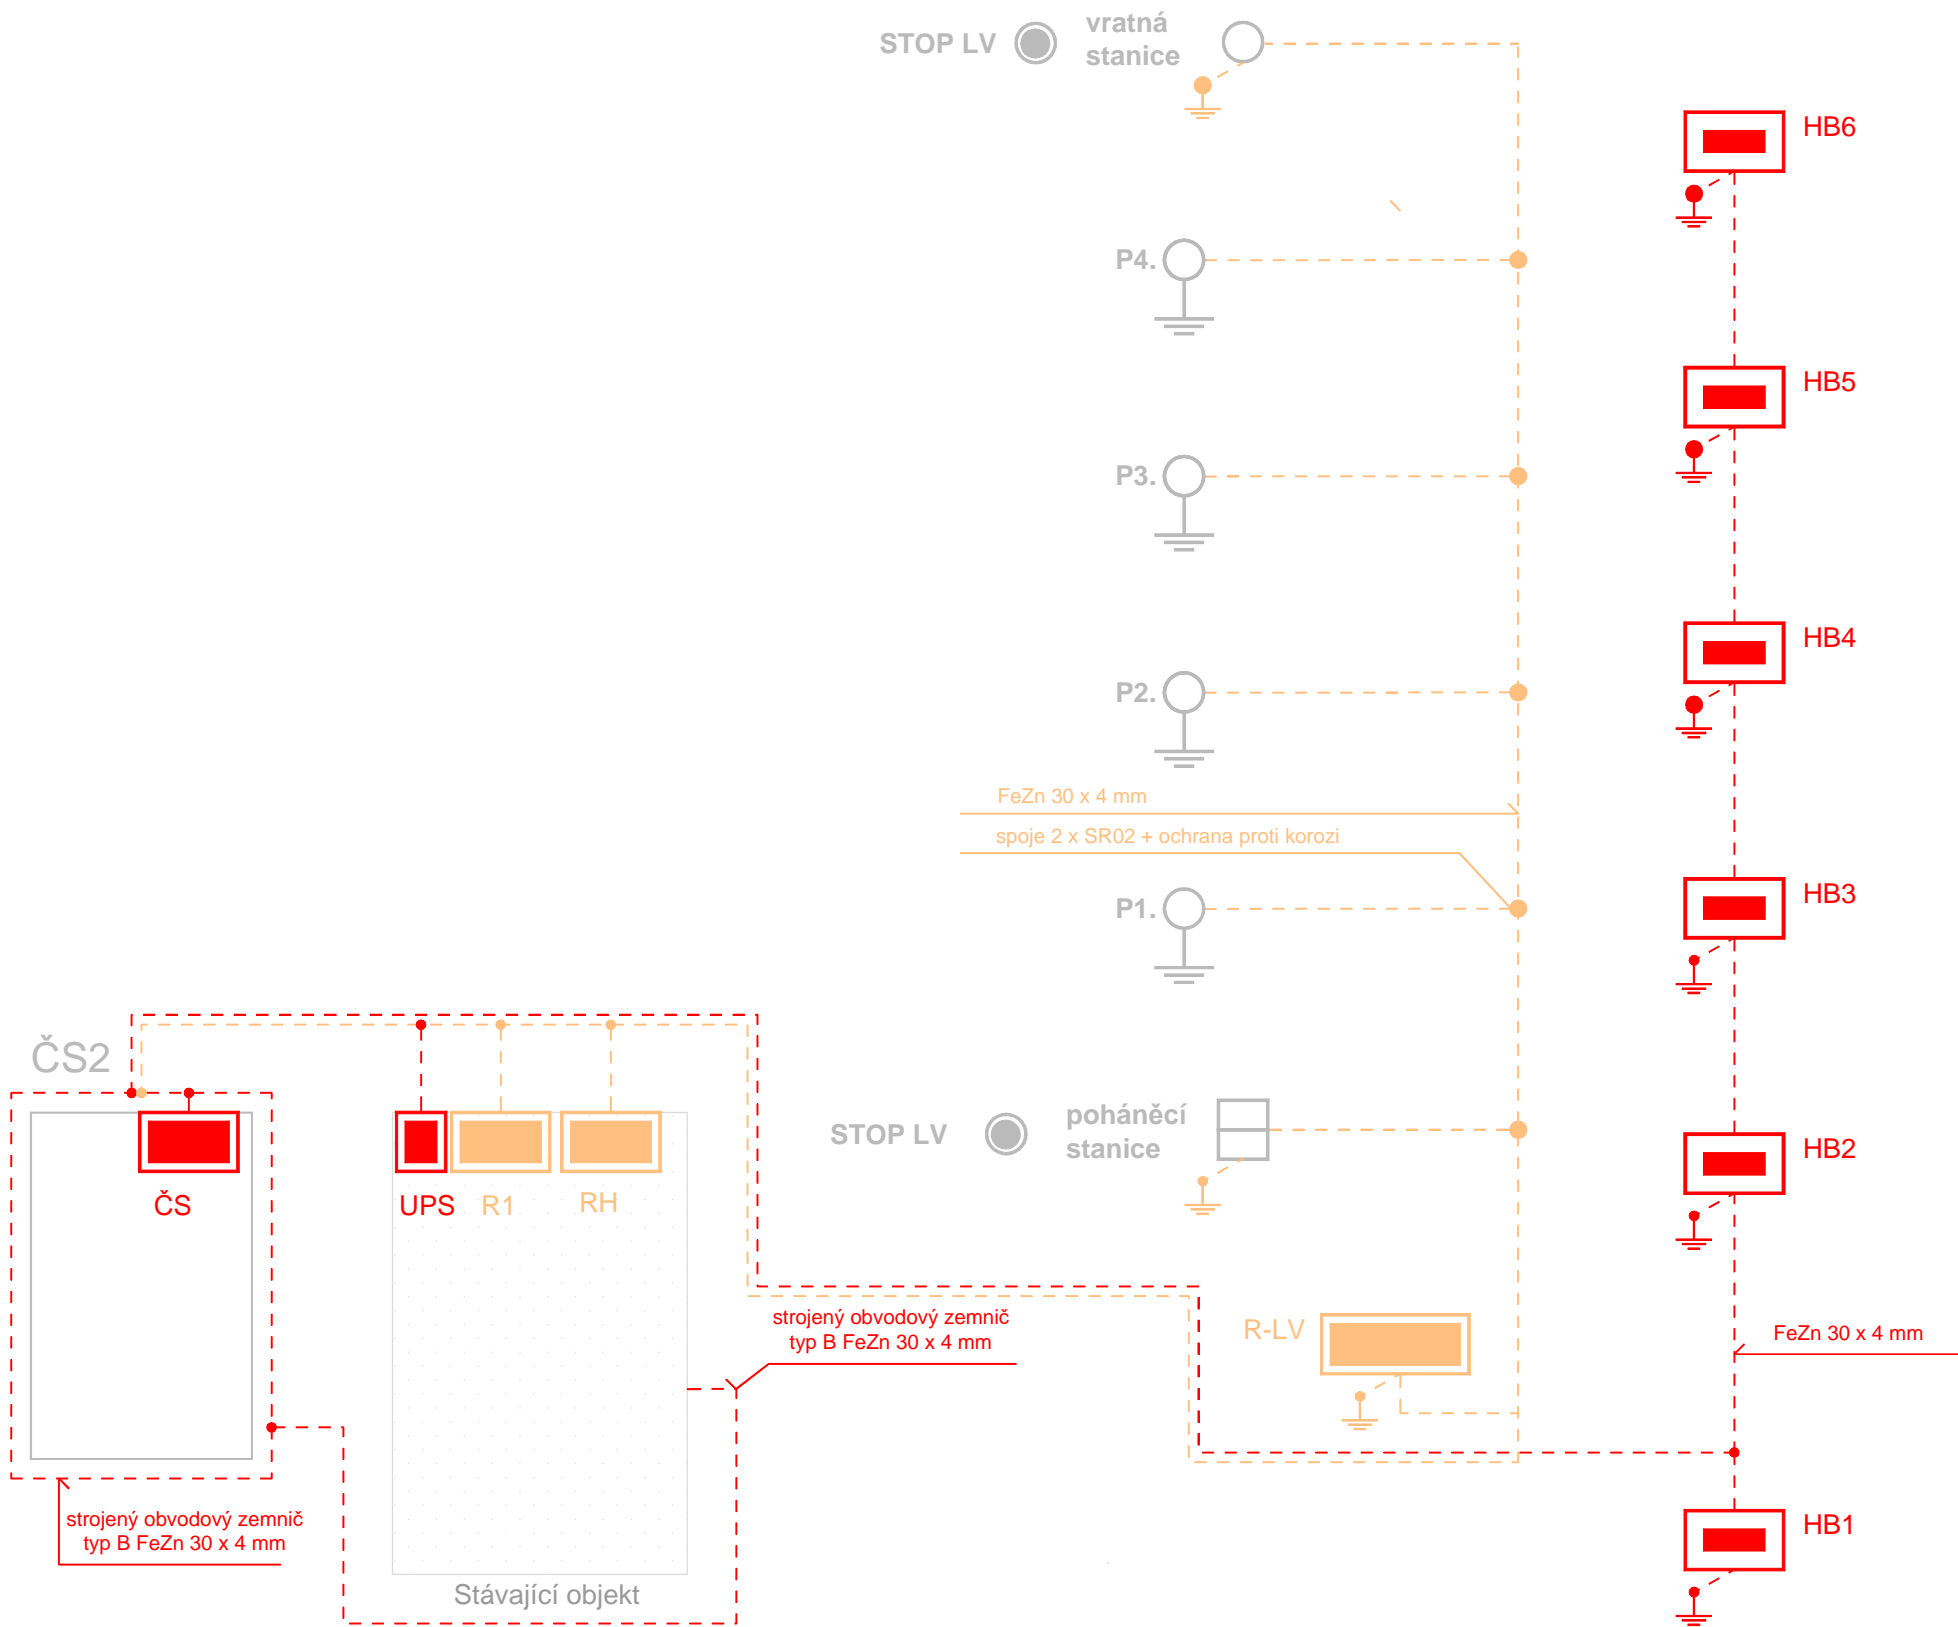 STOP LV
vratná
stanice
HB6
P4.
HB5
P3.
HB4
P2.
FeZn 30 x 4 mm
spoje 2 x SR02 + ochrana proti korozi
HB3
P1.
ČS2
STOP LV
poháněcí
stanice
HB2
ČS
UPS
R1
RH
strojený obvodový zemnič
typ B FeZn 30 x 4 mm
R-LV
FeZn 30 x 4 mm
strojený obvodový zemnič
typ B FeZn 30 x 4 mm
HB1
Stávající objekt